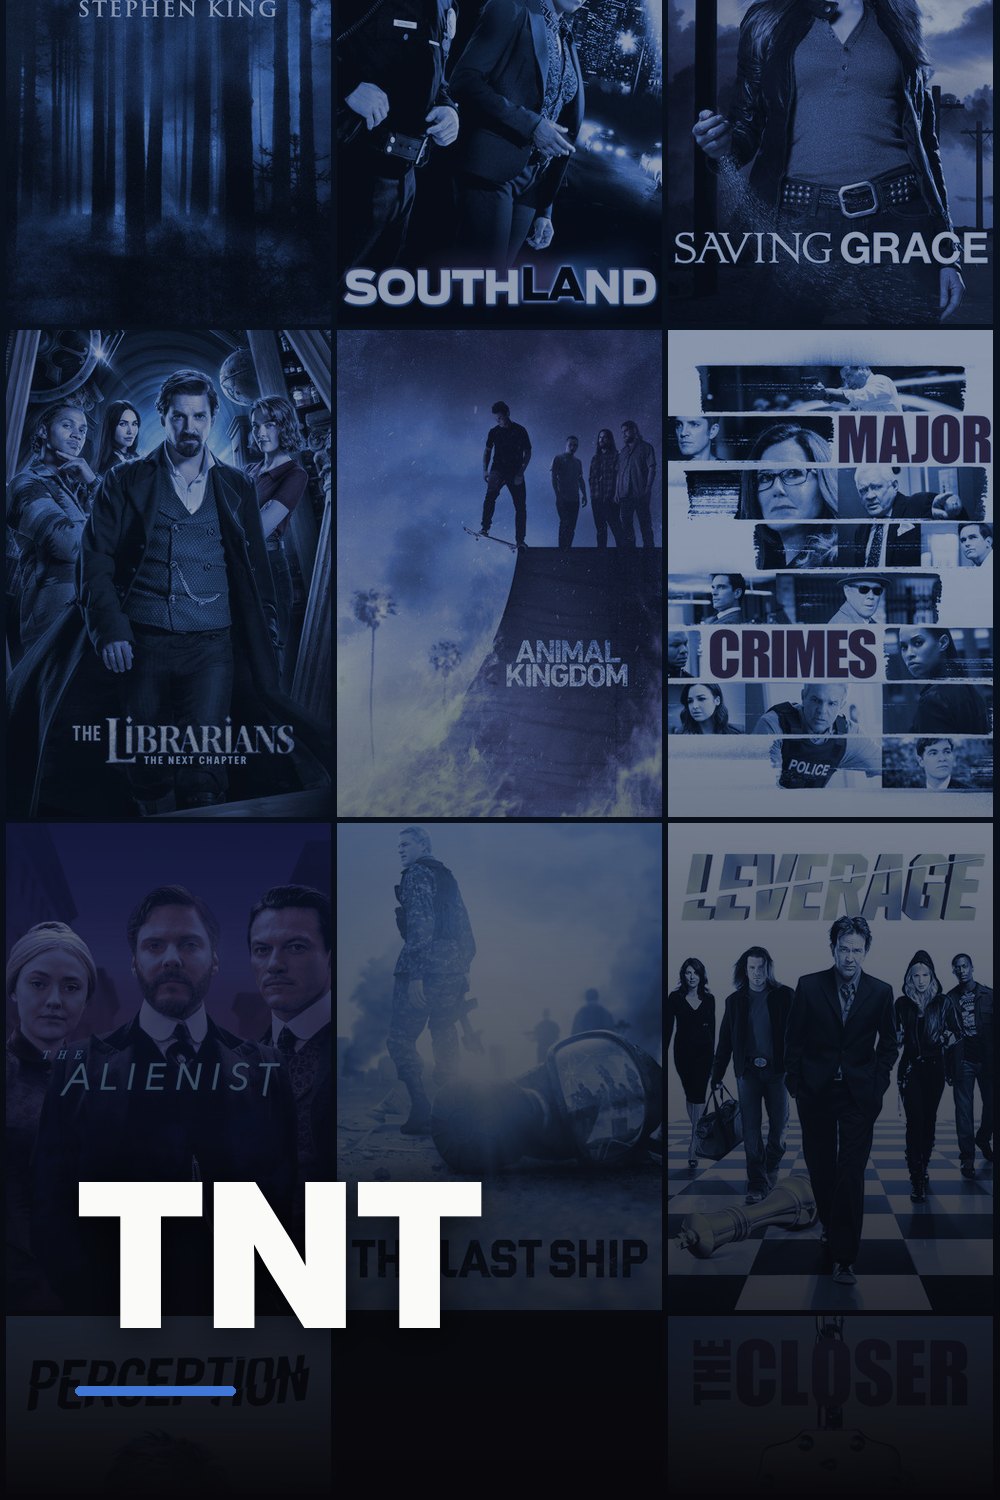 STEPHEN KING
SOUTHLAND
SAVING GRACE
THE LIBRARIANS
THE NEXT CHAPTER
ANIMAL
KINGDOM
MAJOR
CRIMES
POLICE
THE
ALIENIST
THE LAST SHIP
LEVERAGE
TNT
PERCEPTION
THE CLOSER